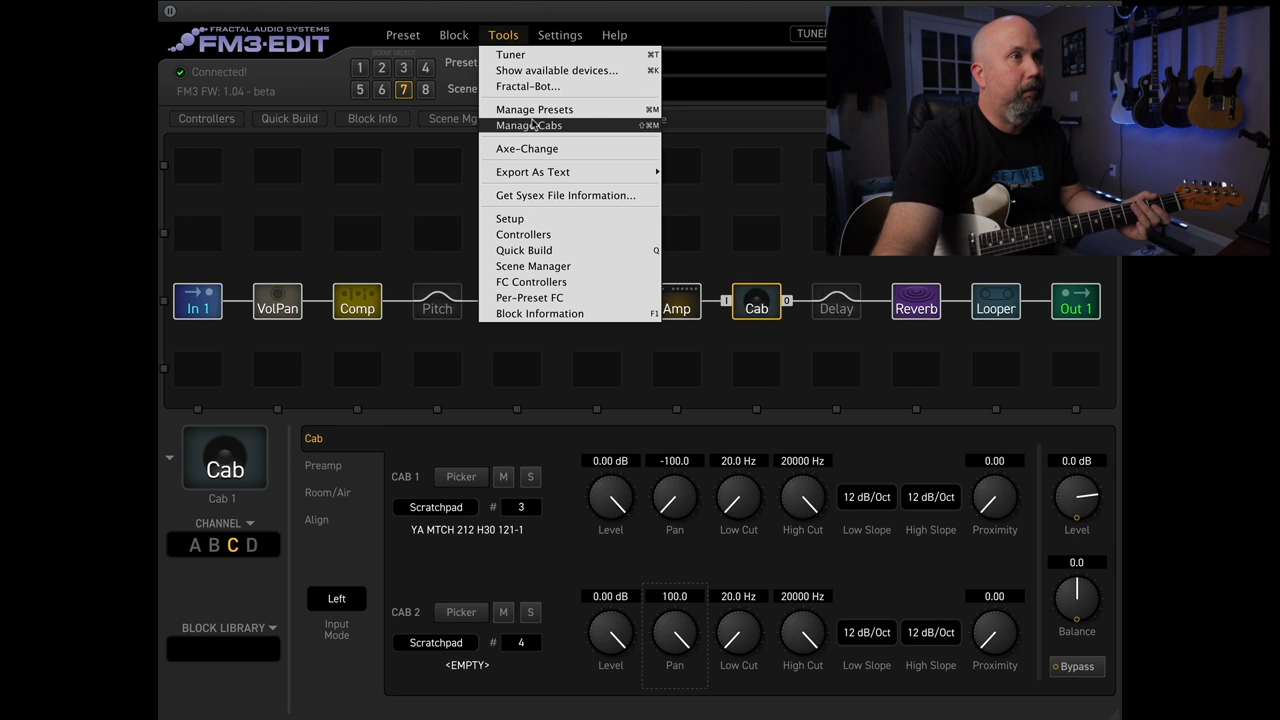 FRACTAL AUDIO SYSTEMS
FM3-EDIT
Preset Block Tools Settings Help
TUNER
Connected!
FM3 FW: 1.04 - beta
SCENE SELECT
1 2 3 4
5 6 7 8
Preset
Scene
Controllers Quick Build Block Info Scene Mg
Tuner ⌘T
Show available devices... ⌘K
Fractal-Bot...
Manage Presets ⌘M
Manage Cabs ⇧⌘M
Axe-Change
Export As Text
Get Sysex File Information...
Setup
Controllers
Quick Build Q
Scene Manager
FC Controllers
Per-Preset FC
Block Information F1
In 1 VolPan Comp Pitch Amp I Cab O Delay Reverb Looper Out 1
Cab
Cab 1
CHANNEL
A B C D
BLOCK LIBRARY
Cab
Preamp
Room/Air
Align
Left
Input
Mode
CAB 1 Picker M S
Scratchpad # 3
YA MTCH 212 H30 121-1
0.00 dB -100.0 20.0 Hz 20000 Hz 0.00
12 dB/Oct 12 dB/Oct
Level Pan Low Cut High Cut Low Slope High Slope Proximity
CAB 2 Picker M S
Scratchpad # 4
<EMPTY>
0.00 dB 100.0 20.0 Hz 20000 Hz 0.00
12 dB/Oct 12 dB/Oct
Level Pan Low Cut High Cut Low Slope High Slope Proximity
0.0 dB
Level
0.0
Balance
Bypass